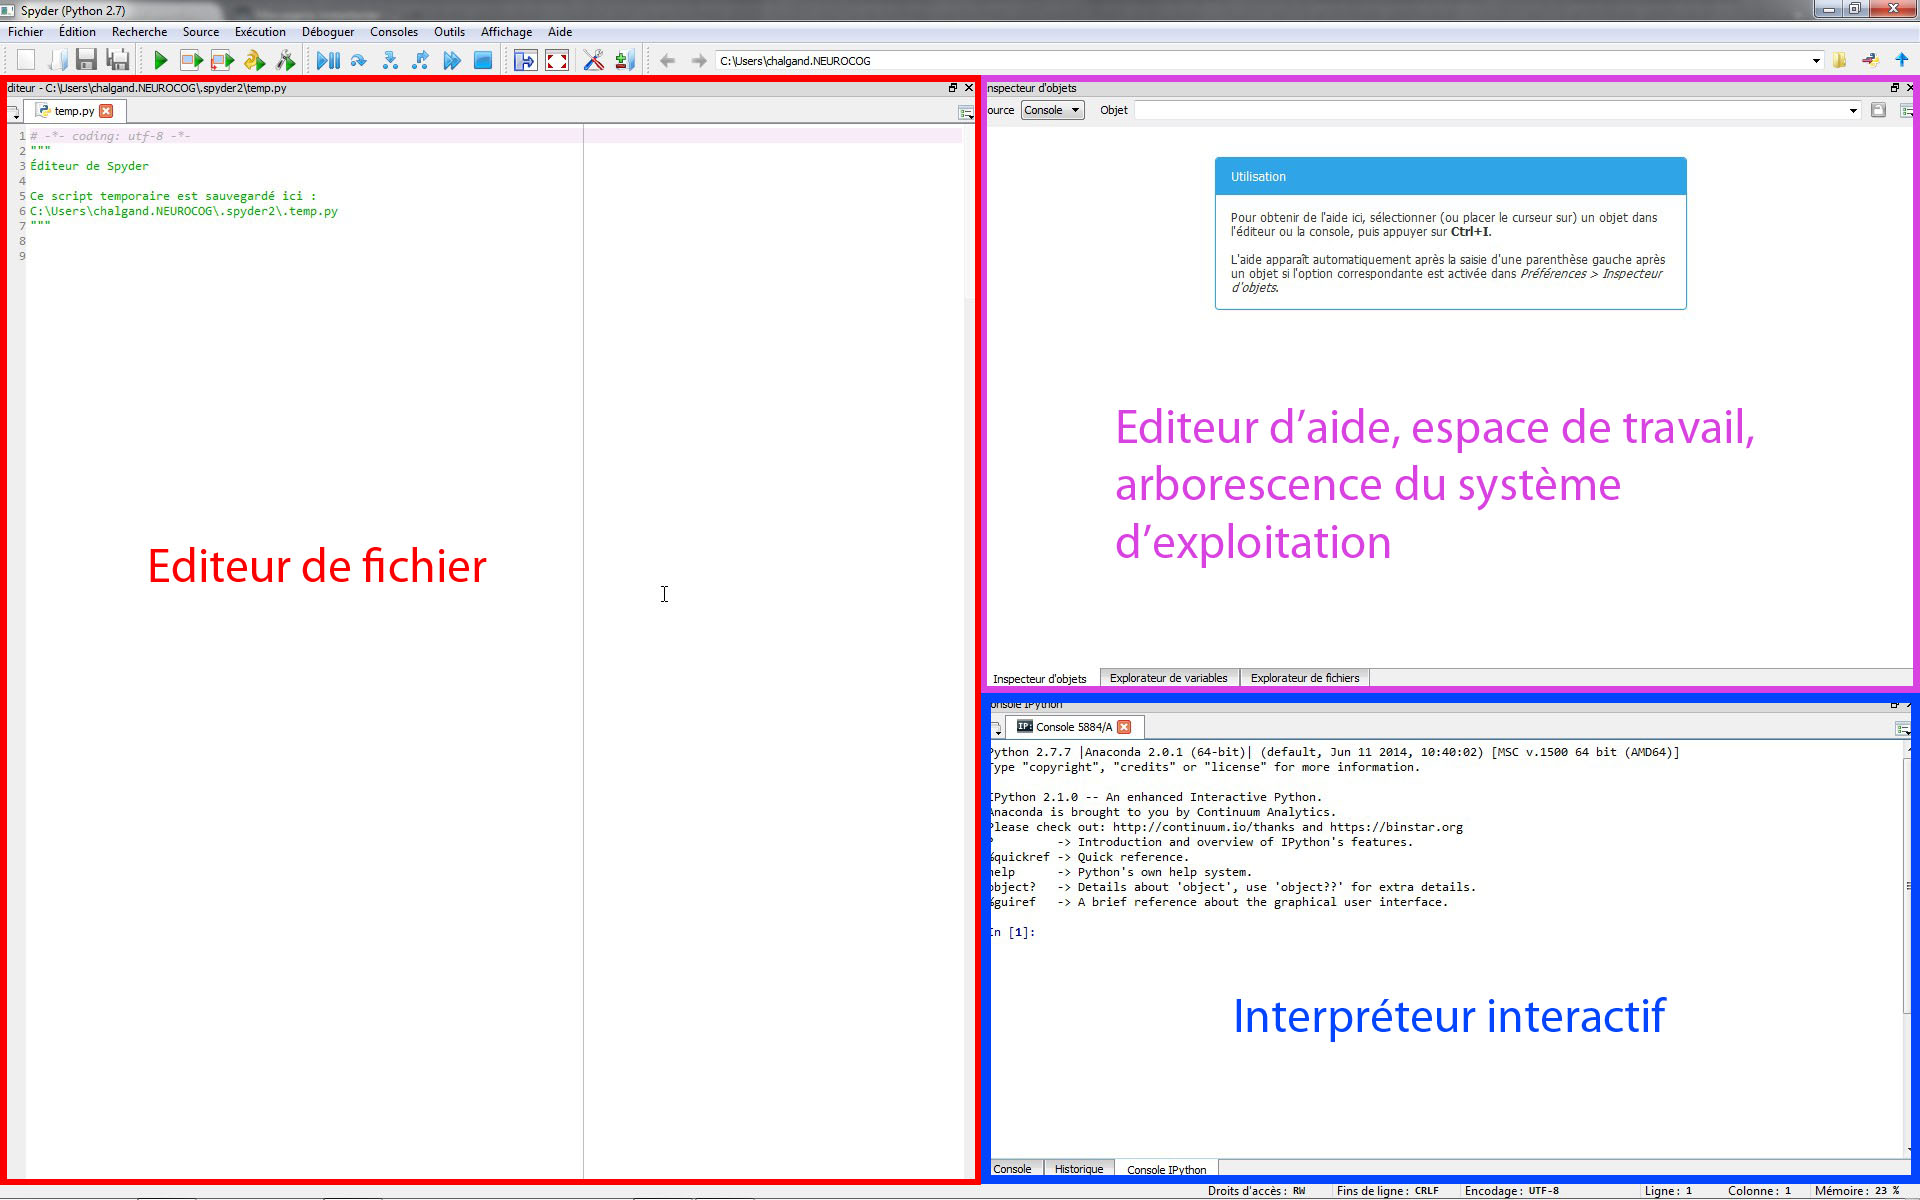 Spyder (Python 2.7)
Fichier Édition Recherche Source Exécution Déboguer Consoles Outils Affichage Aide
C:\Users\chalgand.NEUROCOG
diteur - C:\Users\chalgand.NEUROCOG\.spyder2\temp.py
temp.py
1 # -*- coding: utf-8 -*-
2 """
3 Éditeur de Spyder
4
5 Ce script temporaire est sauvegardé ici :
6 C:\Users\chalgand.NEUROCOG\.spyder2\.temp.py
7 """
8
9
Editeur de fichier
nspecteur d'objets
ource Console Objet
Utilisation
Pour obtenir de l'aide ici, sélectionner (ou placer le curseur sur) un objet dans
l'éditeur ou la console, puis appuyer sur Ctrl+I.
L'aide apparaît automatiquement après la saisie d'une parenthèse gauche après
un objet si l'option correspondante est activée dans Préférences > Inspecteur
d'objets.
Editeur d’aide, espace de travail,
arborescence du système
d’exploitation
Inspecteur d'objets Explorateur de variables Explorateur de fichiers
onsole IPython
IP: Console 5884/A
Python 2.7.7 |Anaconda 2.0.1 (64-bit)| (default, Jun 11 2014, 10:40:02) [MSC v.1500 64 bit (AMD64)]
Type "copyright", "credits" or "license" for more information.
IPython 2.1.0 -- An enhanced Interactive Python.
Anaconda is brought to you by Continuum Analytics.
Please check out: http://continuum.io/thanks and https://binstar.org
? -> Introduction and overview of IPython's features.
%quickref -> Quick reference.
help -> Python's own help system.
object? -> Details about 'object', use 'object??' for extra details.
%guiref -> A brief reference about the graphical user interface.
In [1]:
Interpréteur interactif
Console Historique Console IPython
Droits d'accès : RW Fins de ligne : CRLF Encodage : UTF-8 Ligne : 1 Colonne : 1 Mémoire : 23 %